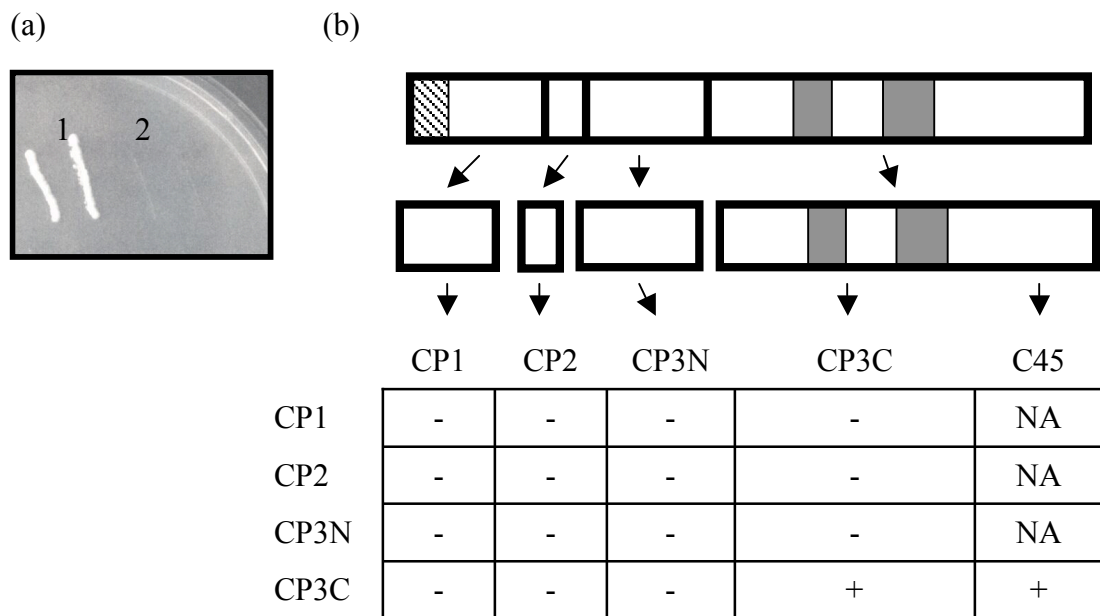 (a)
(b)
1 2
CP1 CP2 CP3N CP3C C45
CP1 - - - - NA
CP2 - - - - NA
CP3N - - - - NA
CP3C - - - + +